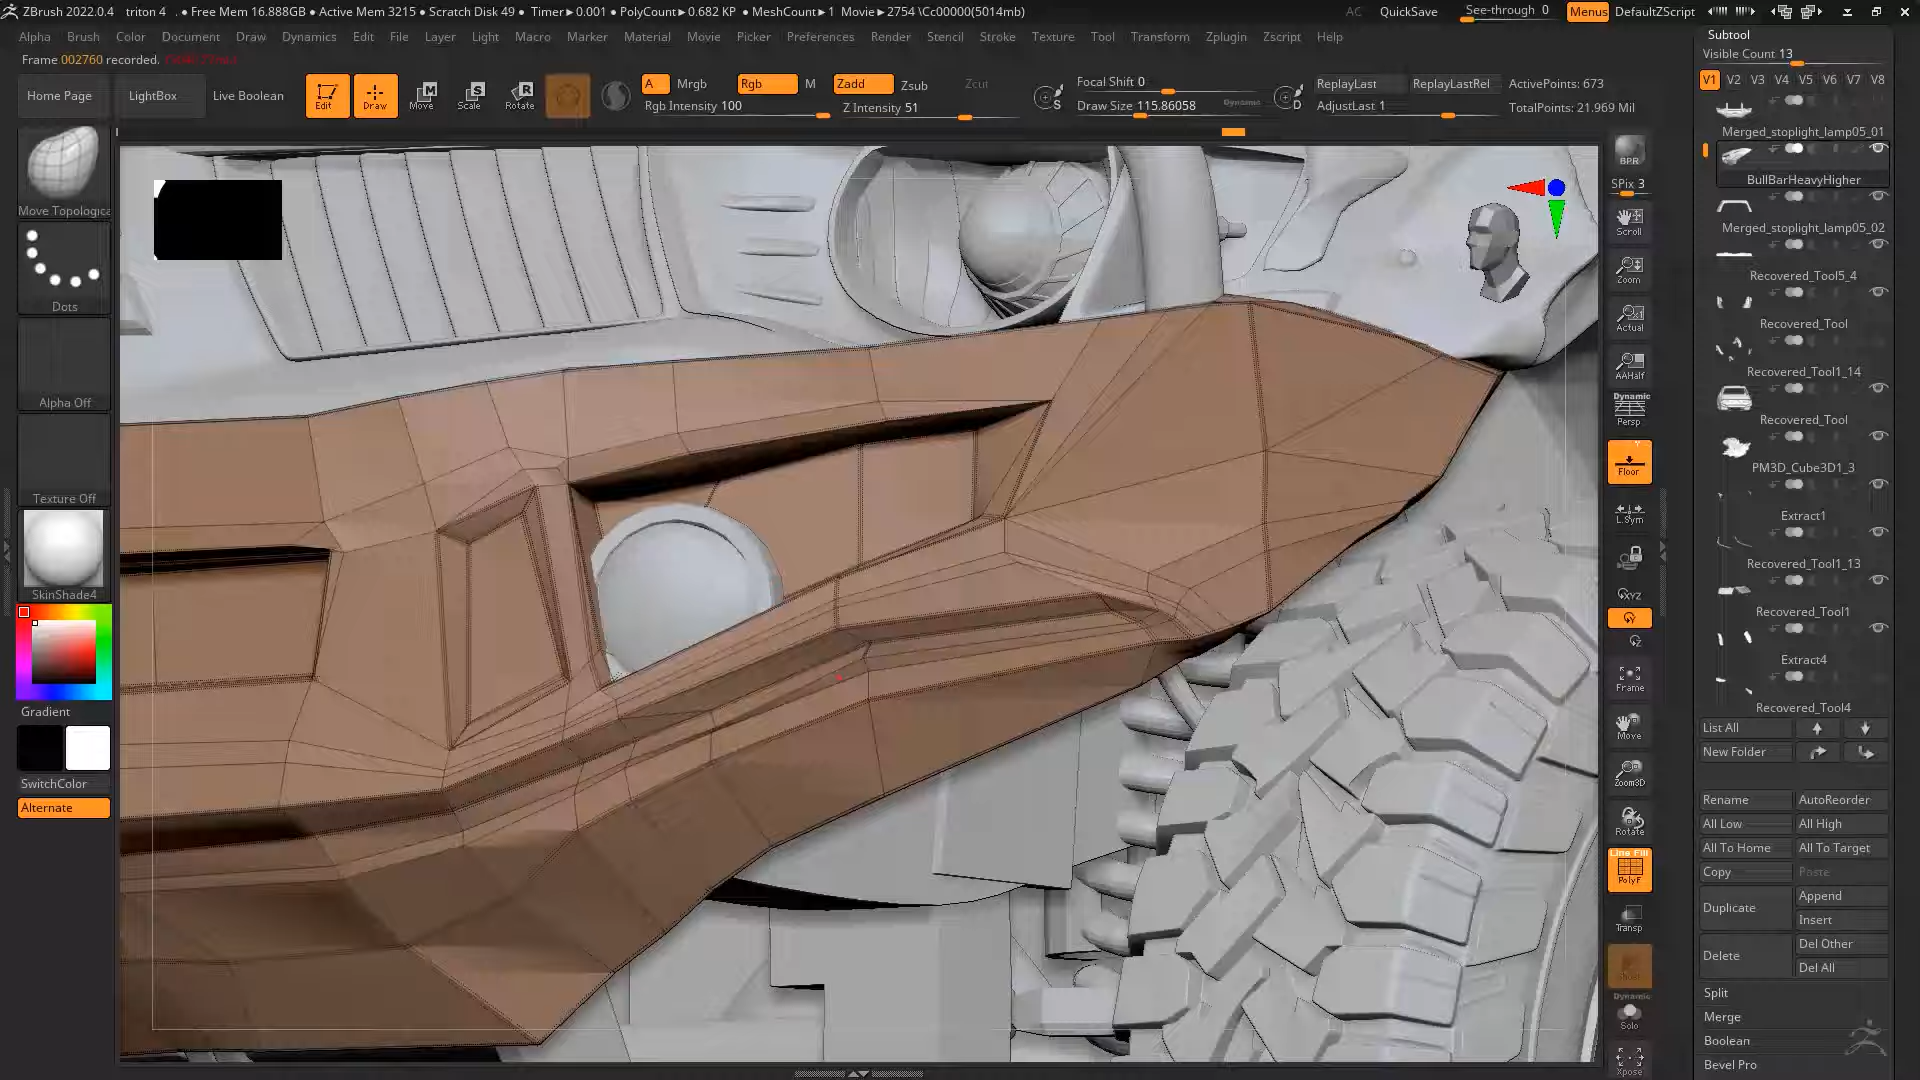 ZBrush 2022.0.4 triton 4 . • Free Mem 16.888GB • Active Mem 3215 • Scratch Disk 49 • Timer►0.001 • PolyCount►0.682 KP • MeshCount►1 Movie►2754 \Cc00000(5014mb) AC QuickSave See-through 0 Menus DefaultZScript
Alpha Brush Color Document Draw Dynamics Edit File Layer Light Macro Marker Material Movie Picker Preferences Render Stencil Stroke Texture Tool Transform Zplugin Zscript Help
Frame 002760 recorded.
Home Page LightBox Live Boolean
Edit Draw Move Scale Rotate
A Mrgb Rgb M Zadd Zsub Zcut
Rgb Intensity 100 Z Intensity 51
Focal Shift 0
Draw Size 115.86058 Dynamic
S D
ReplayLast ReplayLastRel ActivePoints: 673
AdjustLast 1 TotalPoints: 21.969 Mil
Move Topologica
Dots
Alpha Off
Texture Off
SkinShade4
Gradient
SwitchColor
Alternate
BPR
SPix 3
Scroll
Zoom
Actual
AAHalf
Dynamic
Persp
Floor
L.Sym
XYZ
Y
Z
Frame
Move
Zoom3D
Rotate
Line Fill
PolyF
Transp
Ghost
Dynamic
Solo
Xpose
Subtool
Visible Count 13
V1 V2 V3 V4 V5 V6 V7 V8
Merged_stoplight_lamp05_01
BullBarHeavyHigher
Merged_stoplight_lamp05_02
Recovered_Tool5_4
Recovered_Tool
Recovered_Tool1_14
Recovered_Tool
PM3D_Cube3D1_3
Extract1
Recovered_Tool1_13
Recovered_Tool1
Extract4
Recovered_Tool4
List All
New Folder
Rename AutoReorder
All Low All High
All To Home All To Target
Copy Paste
Duplicate Append
Insert
Delete Del Other
Del All
Split
Merge
Boolean
Bevel Pro